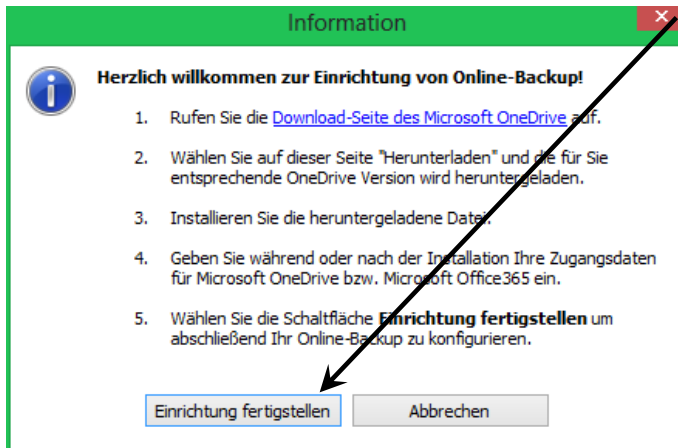 Information
Herzlich willkommen zur Einrichtung von Online-Backup!
1. Rufen Sie die Download-Seite des Microsoft OneDrive auf.
2. Wählen Sie auf dieser Seite "Herunterladen" und die für Sie
entsprechende OneDrive Version wird heruntergeladen.
3. Installieren Sie die heruntergeladene Datei.
4. Geben Sie während oder nach der Installation Ihre Zugangsdaten
für Microsoft OneDrive bzw. Microsoft Office365 ein.
5. Wählen Sie die Schaltfläche Einrichtung fertigstellen um
abschließend Ihr Online-Backup zu konfigurieren.
Einrichtung fertigstellen Abbrechen